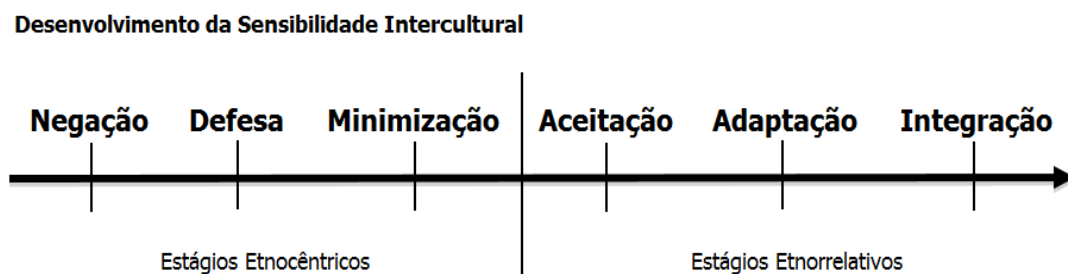 Desenvolvimento da Sensibilidade Intercultural
Negação Defesa Minimização Aceitação Adaptação Integração
Estágios Etnocêntricos Estágios Etnorrelativos